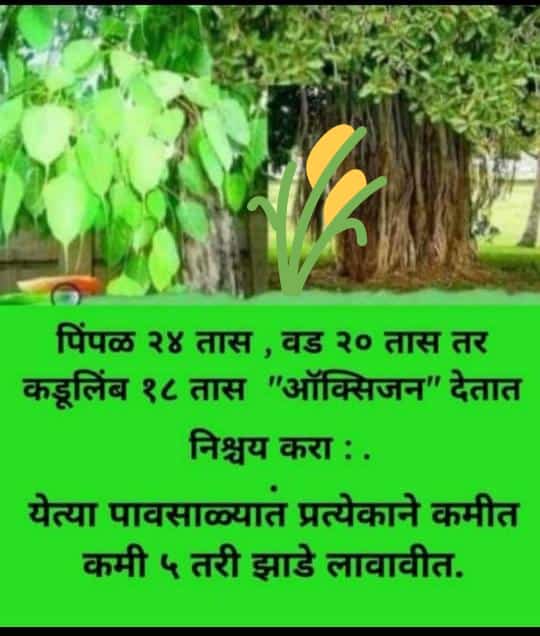 पिंपळ २४ तास , वड २० तास तर
कडूलिंब १८ तास "ऑक्सिजन" देतात
निश्चय करा : .
येत्या पावसाळ्यात प्रत्येकाने कमीत
कमी ५ तरी झाडे लावावीत.